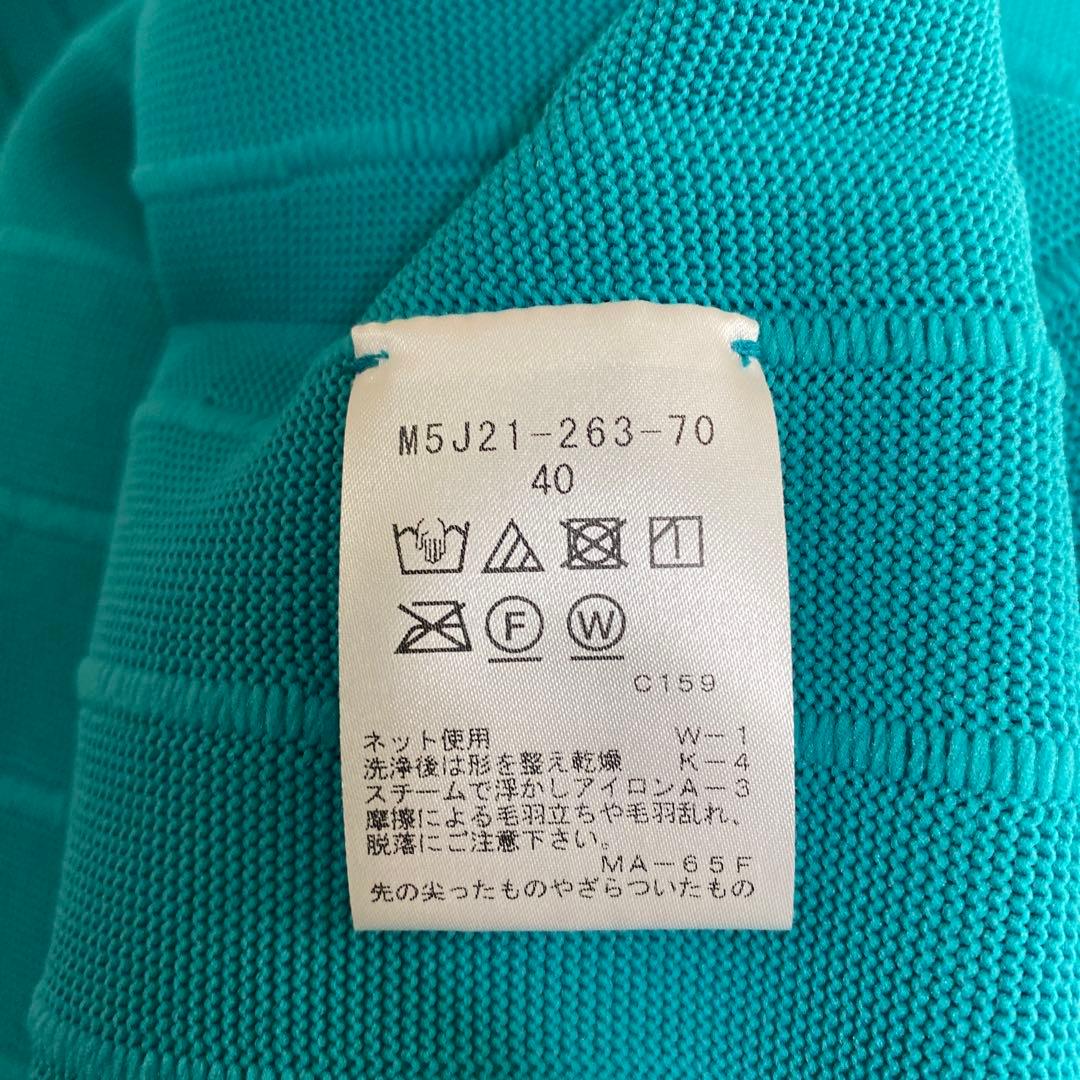 M5J21-263-70
40
F W
C159
ネット使用 W-1
洗浄後は形を整え乾燥 K-4
スチームで浮かしアイロンA-3
摩擦による毛羽立ちや毛羽乱れ、
脱落にご注意下さい。
MA-65F
先の尖ったものやざらついたもの